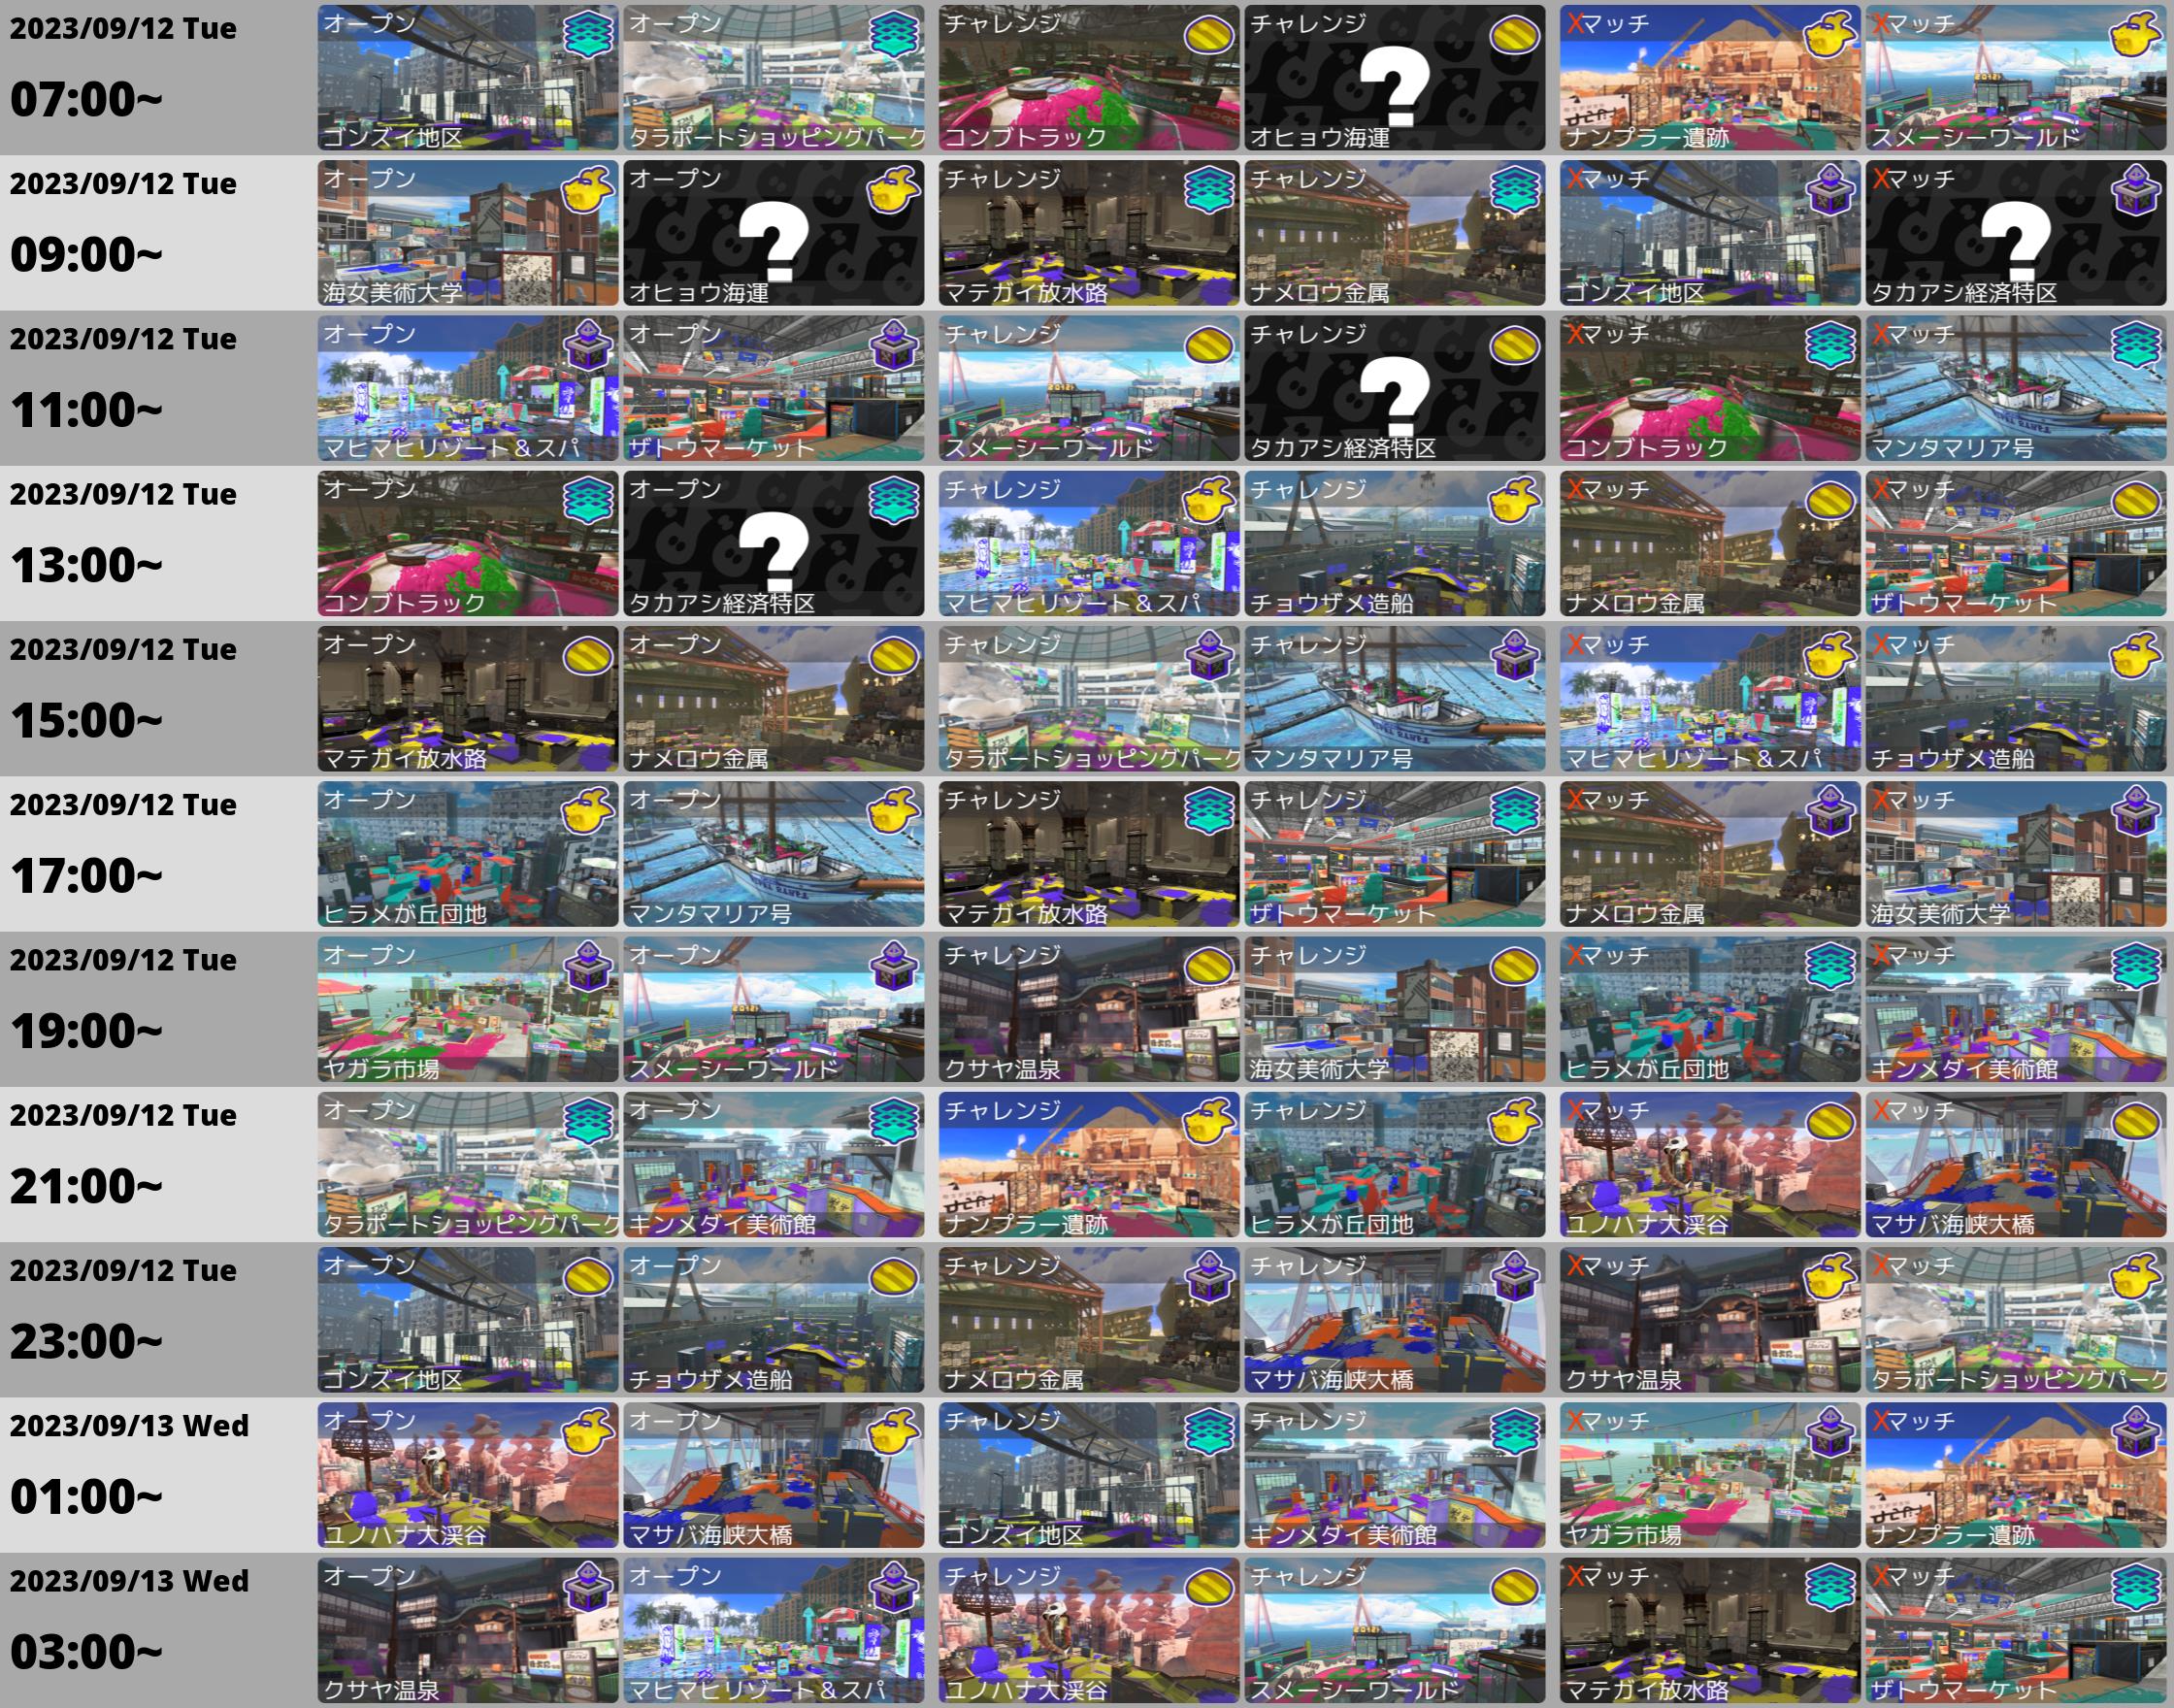 2023/09/12 Tue
07:00~
オープン オープン チャレンジ チャレンジ Xマッチ Xマッチ
ゴンズイ地区 タラポートショッピングパーク コンブトラック オヒョウ海運 ナンプラー遺跡 スメーシーワールド
2023/09/12 Tue
09:00~
オープン オープン チャレンジ チャレンジ Xマッチ Xマッチ
海女美術大学 オヒョウ海運 マテガイ放水路 ナメロウ金属 ゴンズイ地区 タカアシ経済特区
2023/09/12 Tue
11:00~
オープン オープン チャレンジ チャレンジ Xマッチ Xマッチ
マヒマヒリゾート&スパ ザトウマーケット スメーシーワールド タカアシ経済特区 コンブトラック マンタマリア号
2023/09/12 Tue
13:00~
オープン オープン チャレンジ チャレンジ Xマッチ Xマッチ
コンブトラック タカアシ経済特区 マヒマヒリゾート&スパ チョウザメ造船 ナメロウ金属 ザトウマーケット
2023/09/12 Tue
15:00~
オープン オープン チャレンジ チャレンジ Xマッチ Xマッチ
マテガイ放水路 ナメロウ金属 タラポートショッピングパーク マンタマリア号 マヒマヒリゾート&スパ チョウザメ造船
2023/09/12 Tue
17:00~
オープン オープン チャレンジ チャレンジ Xマッチ Xマッチ
ヒラメが丘団地 マンタマリア号 マテガイ放水路 ザトウマーケット ナメロウ金属 海女美術大学
2023/09/12 Tue
19:00~
オープン オープン チャレンジ チャレンジ Xマッチ Xマッチ
ヤガラ市場 スメーシーワールド クサヤ温泉 海女美術大学 ヒラメが丘団地 キンメダイ美術館
2023/09/12 Tue
21:00~
オープン オープン チャレンジ チャレンジ Xマッチ Xマッチ
タラポートショッピングパーク キンメダイ美術館 ナンプラー遺跡 ヒラメが丘団地 ユノハナ大渓谷 マサバ海峡大橋
2023/09/12 Tue
23:00~
オープン オープン チャレンジ チャレンジ Xマッチ Xマッチ
ゴンズイ地区 チョウザメ造船 ナメロウ金属 マサバ海峡大橋 クサヤ温泉 タラポートショッピングパーク
2023/09/13 Wed
01:00~
オープン オープン チャレンジ チャレンジ Xマッチ Xマッチ
ユノハナ大渓谷 マサバ海峡大橋 ゴンズイ地区 キンメダイ美術館 ヤガラ市場 ナンプラー遺跡
2023/09/13 Wed
03:00~
オープン オープン チャレンジ チャレンジ Xマッチ Xマッチ
クサヤ温泉 マヒマヒリゾート&スパ ユノハナ大渓谷 スメーシーワールド マテガイ放水路 ザトウマーケット